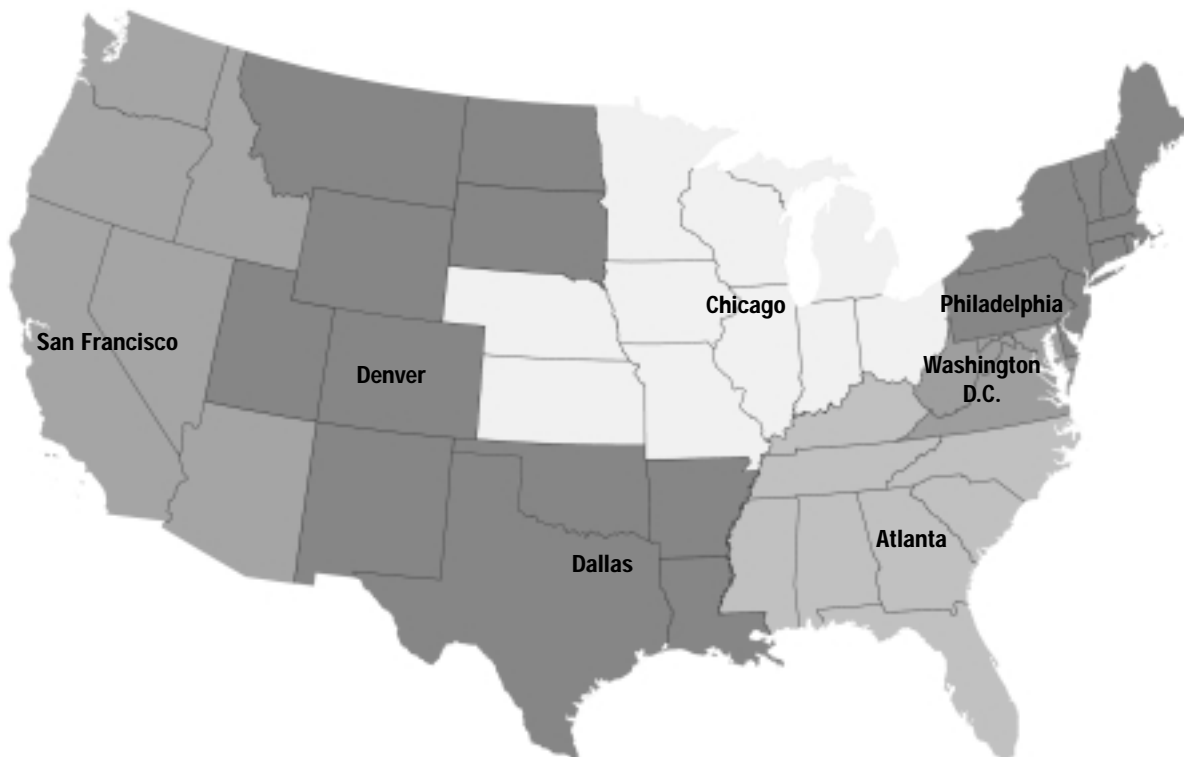 Chicago
Philadelphia
San Francisco
Denver
Washington
D.C.
Atlanta
Dallas